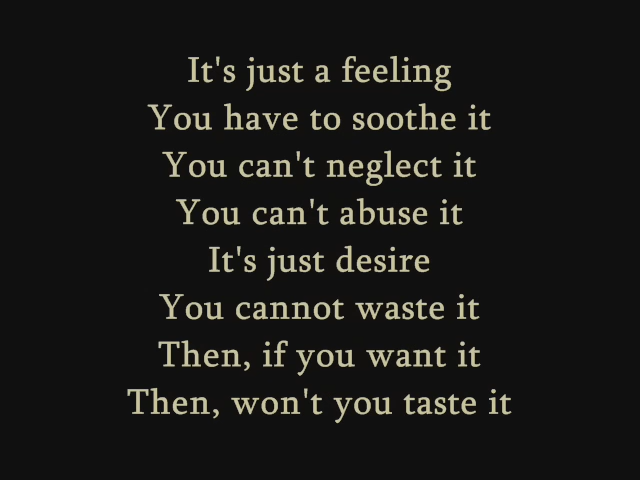 It's just a feeling
You have to soothe it
You can't neglect it
You can't abuse it
It's just desire
You cannot waste it
Then, if you want it
Then, won't you taste it